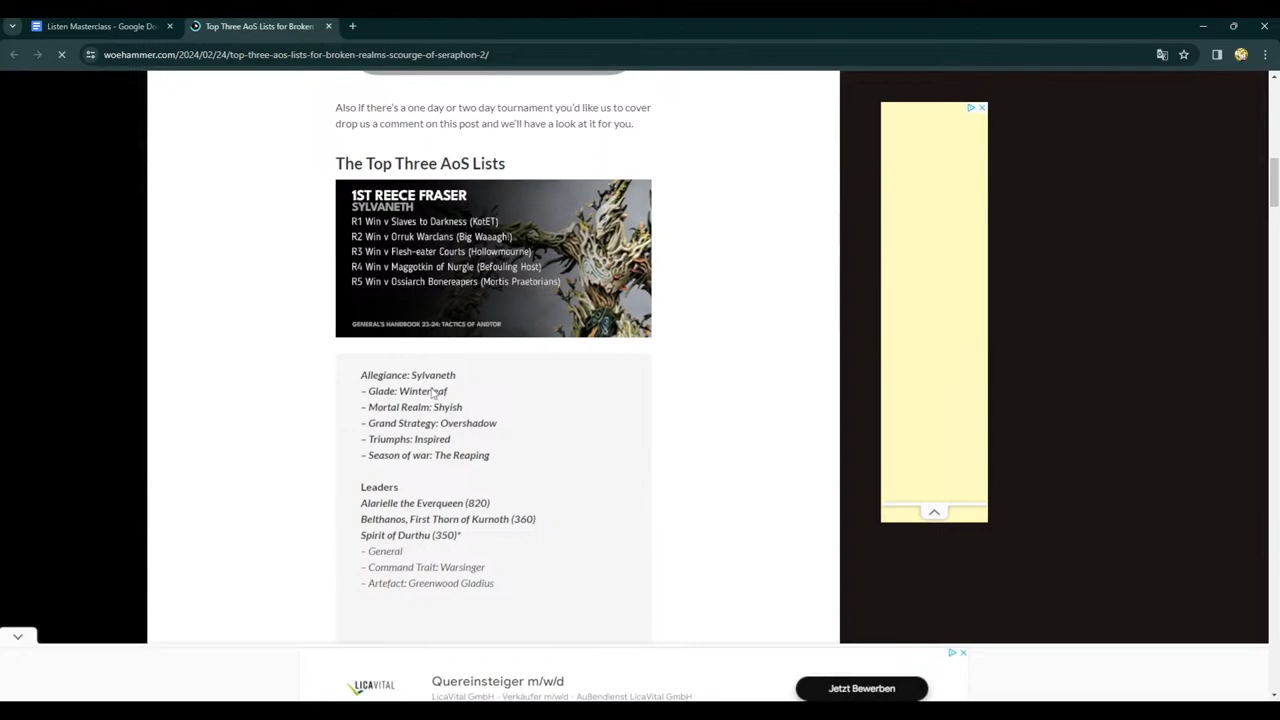 Listen Masterclass - Google Do
Top Three AoS Lists for Broken
woehammer.com/2024/02/24/top-three-aos-lists-for-broken-realms-scourge-of-seraphon-2/
Also if there's a one day or two day tournament you'd like us to cover
drop us a comment on this post and we'll have a look at it for you.
The Top Three AoS Lists
1ST REECE FRASER
SYLVANETH
R1 Win v Slaves to Darkness (KotET)
R2 Win v Orruk Warclans (Big Waaagh!)
R3 Win v Flesh-eater Courts (Hollowmourne)
R4 Win v Maggotkin of Nurgle (Befouling Host)
R5 Win v Ossiarch Bonereapers (Mortis Praetorians)
GENERAL'S HANDBOOK 23-24: TACTICS OF ANDTOR
Allegiance: Sylvaneth
– Glade: Winterleaf
– Mortal Realm: Shyish
– Grand Strategy: Overshadow
– Triumphs: Inspired
– Season of war: The Reaping
Leaders
Alarielle the Everqueen (820)
Belthanos, First Thorn of Kurnoth (360)
Spirit of Durthu (350)*
– General
– Command Trait: Warsinger
– Artefact: Greenwood Gladius
LICAVITAL
Quereinsteiger m/w/d
LicaVital GmbH - Verkäufer m/w/d - Außendienst LicaVital GmbH
Jetzt Bewerben